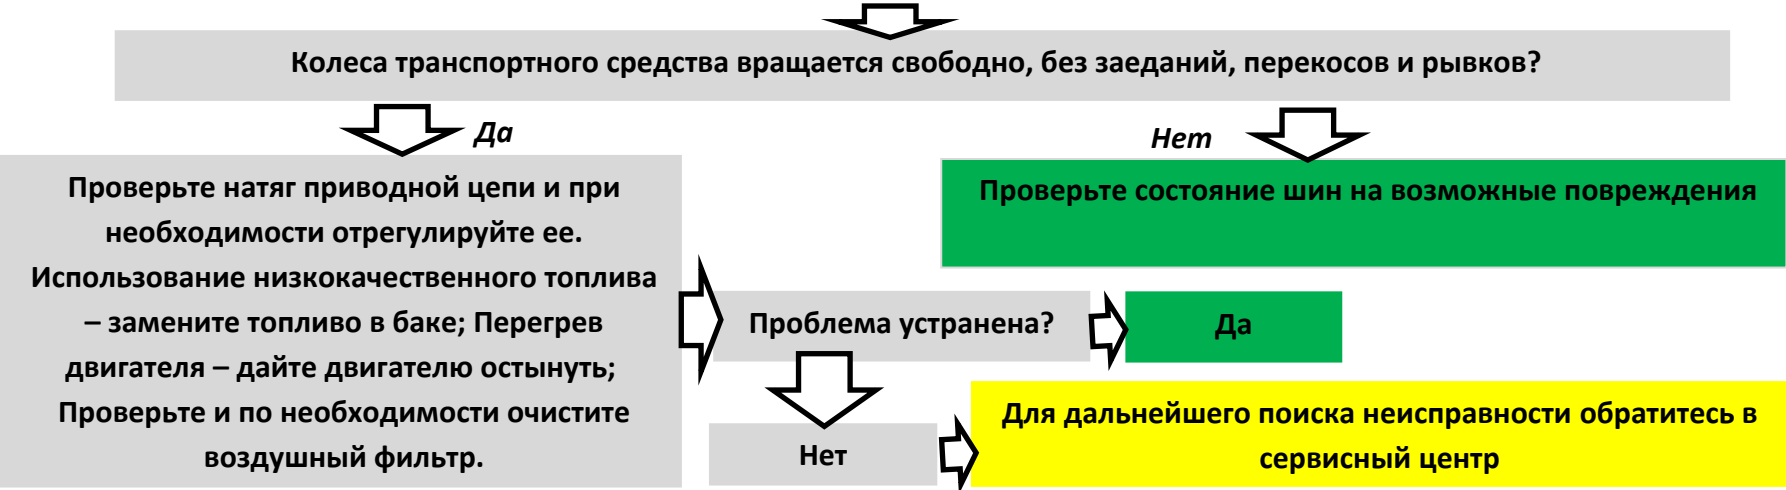 Колеса транспортного средства вращается свободно, без заеданий, перекосов и рывков?
Да
Нет
Проверьте натяг приводной цепи и при
необходимости отрегулируйте ее.
Использование низкокачественного топлива
– замените топливо в баке; Перегрев
двигателя – дайте двигателю остынуть;
Проверьте и по необходимости очистите
воздушный фильтр.
Проверьте состояние шин на возможные повреждения
Проблема устранена?
Да
Нет
Для дальнейшего поиска неисправности обратитесь в
сервисный центр